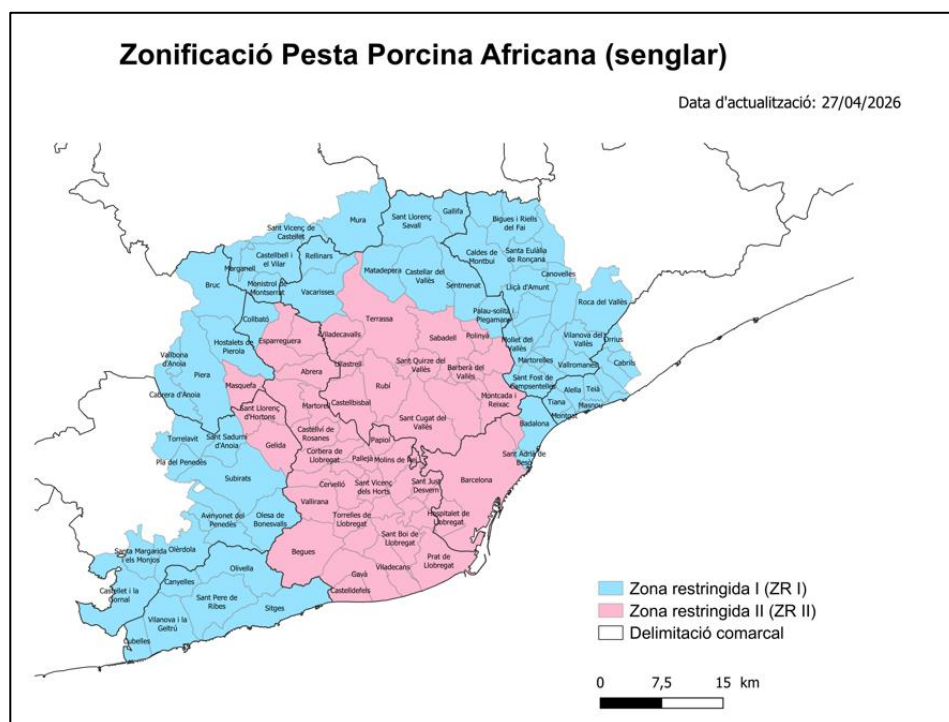 Zonificació Pesta Porcina Africana (senglar)
Data d'actualització: 27/04/2026
Mura
Sant Llorenç
Savall
Gallifa
Bigues i Riells
del Fai
Sant Vicenç de
Castellet
Castellbell i
el Vilar
Rellinars
Matadepera
Castellar del
Vallès
Caldes de
Montbui
Santa Eulàlia
de Ronçana
Canovelles
Marganell
Monistrol de
Montserrat
Vacarisses
Sentmenat
Lliçà d'Amunt
Bruc
Roca del Vallès
Collbató
Esparreguera
Viladecavalls
Terrassa
Sabadell
Polinyà
Palau-solità i
Plegamans
Mollet del
Vallès
Vilanova del
Vallès
Òrrius
Hostalets de
Pierola
Vallbona
d'Anoia
Piera
Abrera
Ullastrell
Sant Quirze del
Vallès
Barberà del
Vallès
Martorelles
Vallromanes
Cabrils
Masquefa
Rubí
Sant Fost de
Campsentelles
Alella
Teià
Cabrera d'Anoia
Sant Llorenç
d'Hortons
Martorell
Castellbisbal
Montcada i
Reixac
Tiana
Masnou
Montgat
Torrelavit
Sant Sadurní
d'Anoia
Gelida
Castellví de
Rosanes
Sant Cugat del
Vallès
Badalona
Corbera de
Llobregat
Papiol
Pallejà
Molins de Rei
Sant Adrià de
Besòs
Pla del Penedès
Subirats
Cervelló
Sant Vicenç
dels Horts
Sant Just
Desvern
Barcelona
Vallirana
Avinyonet del
Penedès
Olesa de
Bonesvalls
Torrelles de
Llobregat
Hospitalet de
Llobregat
Sant Boi de
Llobregat
Santa Margarida
i els Monjos
Olèrdola
Begues
Prat de
Llobregat
Viladecans
Gavà
Castelldefels
Olivella
Canyelles
Castellet i la
Gornal
Sant Pere de
Ribes
Sitges
Vilanova i la
Geltrú
Cubelles
Zona restringida I (ZR I)
Zona restringida II (ZR II)
Delimitació comarcal
0 7,5 15 km